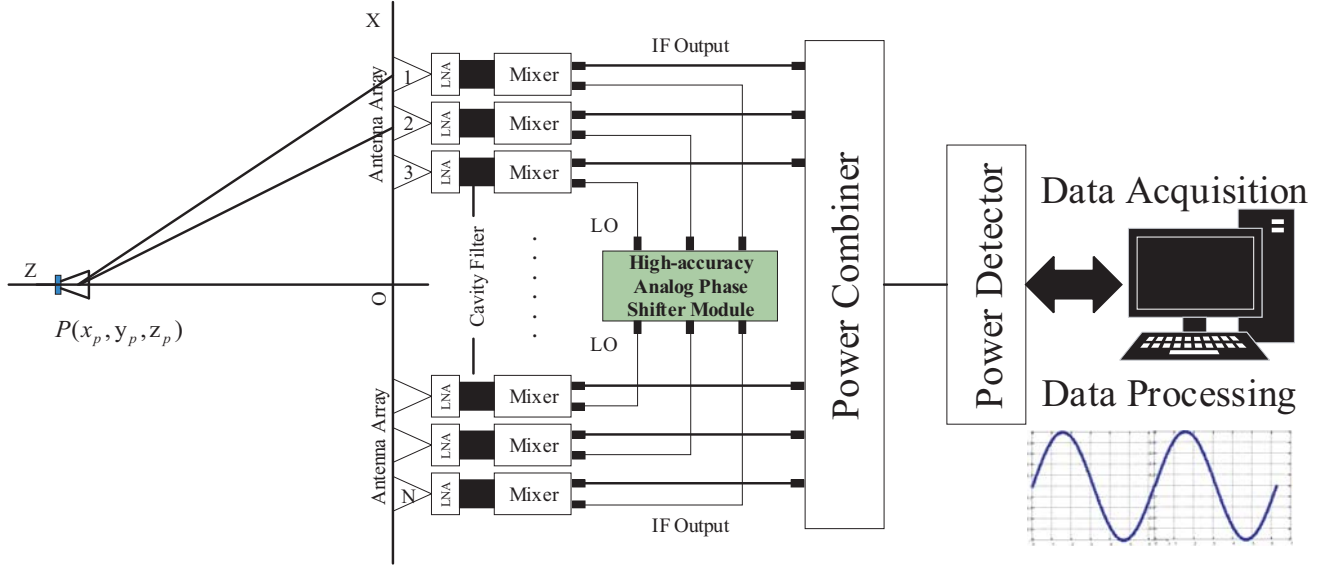 X
IF Output
1
LNA
Mixer
2
LNA
Mixer
3
LNA
Mixer
Antenna Array
Power Combiner
Power Detector
Data Acquisition
LO
Z
O
Cavity Filter
High-accuracy
Analog Phase
Shifter Module
P(xₚ, yₚ, zₚ)
LO
Antenna Array
LNA
Mixer
LNA
Mixer
N
LNA
Mixer
IF Output
Data Processing